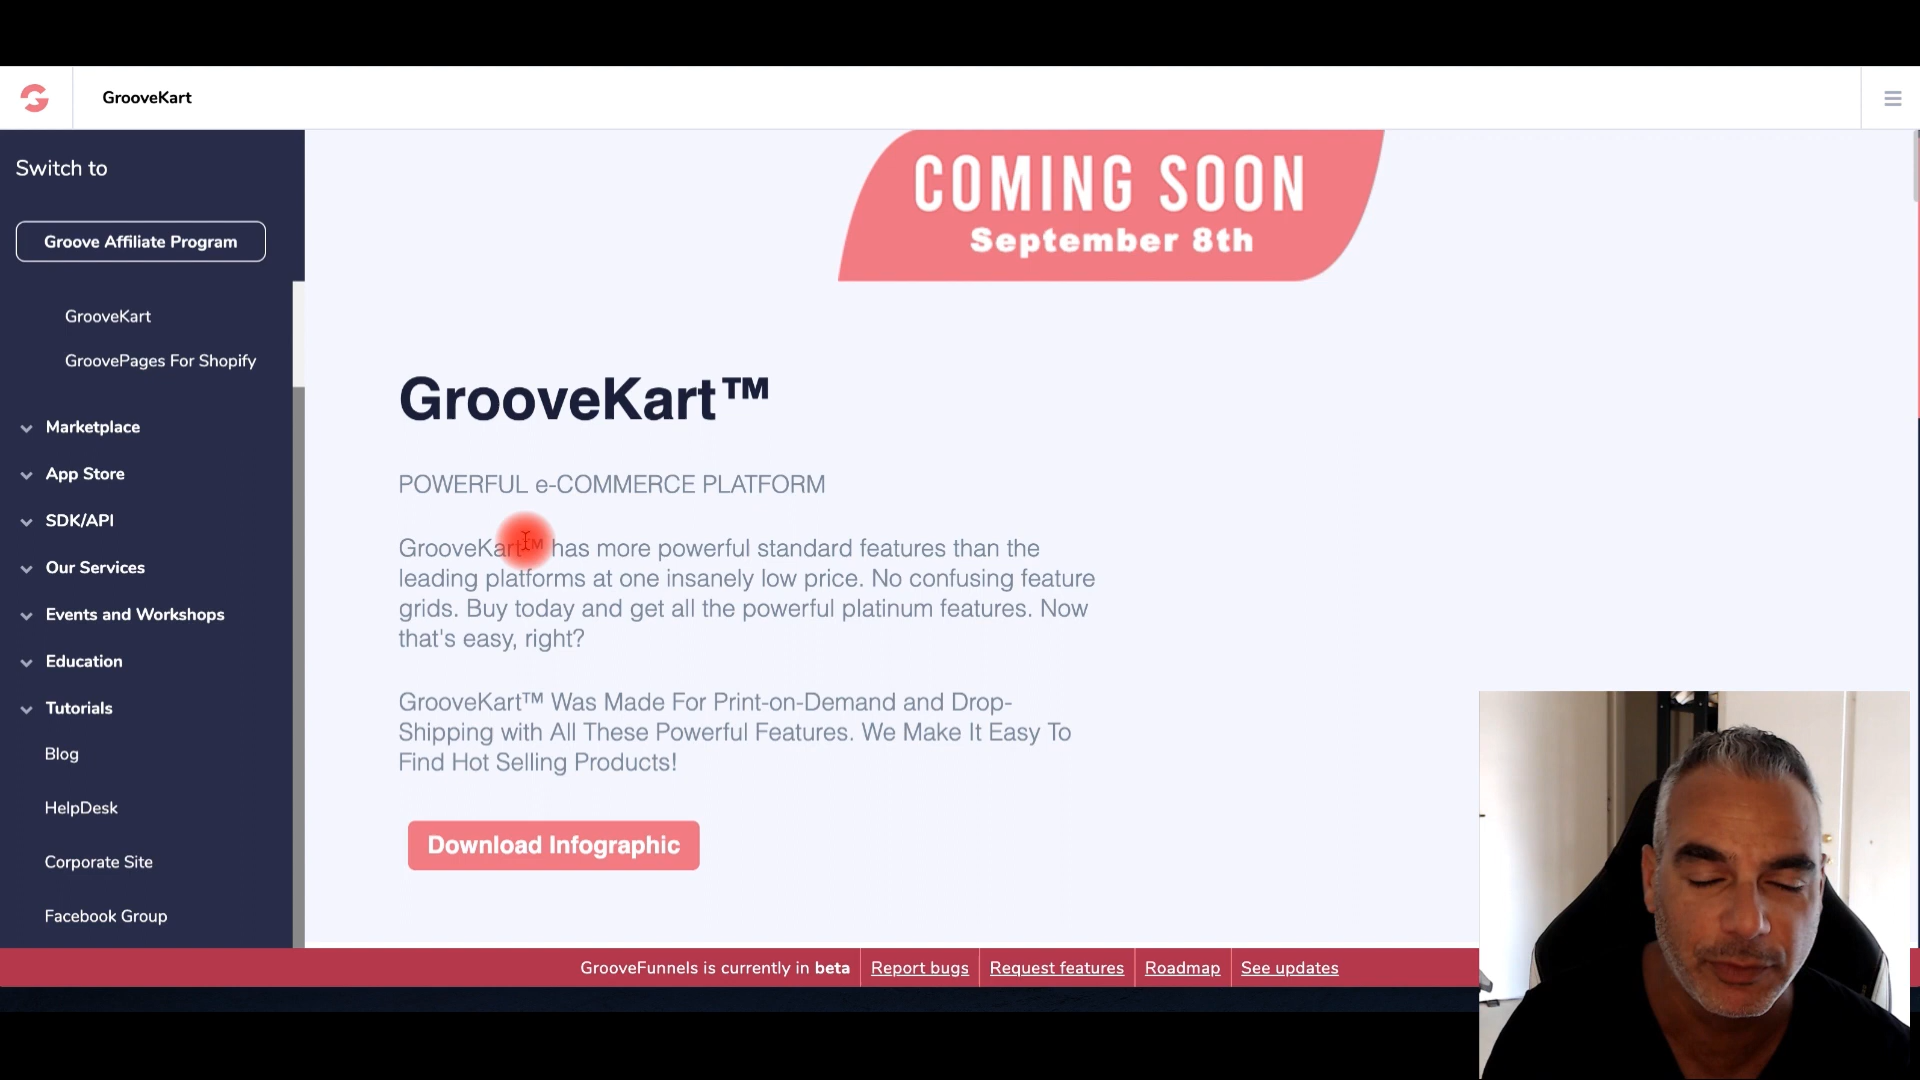 GrooveKart
Switch to
Groove Affiliate Program
GrooveKart
GroovePages For Shopify
Marketplace
App Store
SDK/API
Our Services
Events and Workshops
Education
Tutorials
Blog
HelpDesk
Corporate Site
Facebook Group
COMING SOON
September 8th
GrooveKart™
POWERFUL e-COMMERCE PLATFORM
GrooveKart™ has more powerful standard features than the
leading platforms at one insanely low price. No confusing feature
grids. Buy today and get all the powerful platinum features. Now
that's easy, right?
GrooveKart™ Was Made For Print-on-Demand and Drop-
Shipping with All These Powerful Features. We Make It Easy To
Find Hot Selling Products!
Download Infographic
GrooveFunnels is currently in beta Report bugs Request features Roadmap See updates